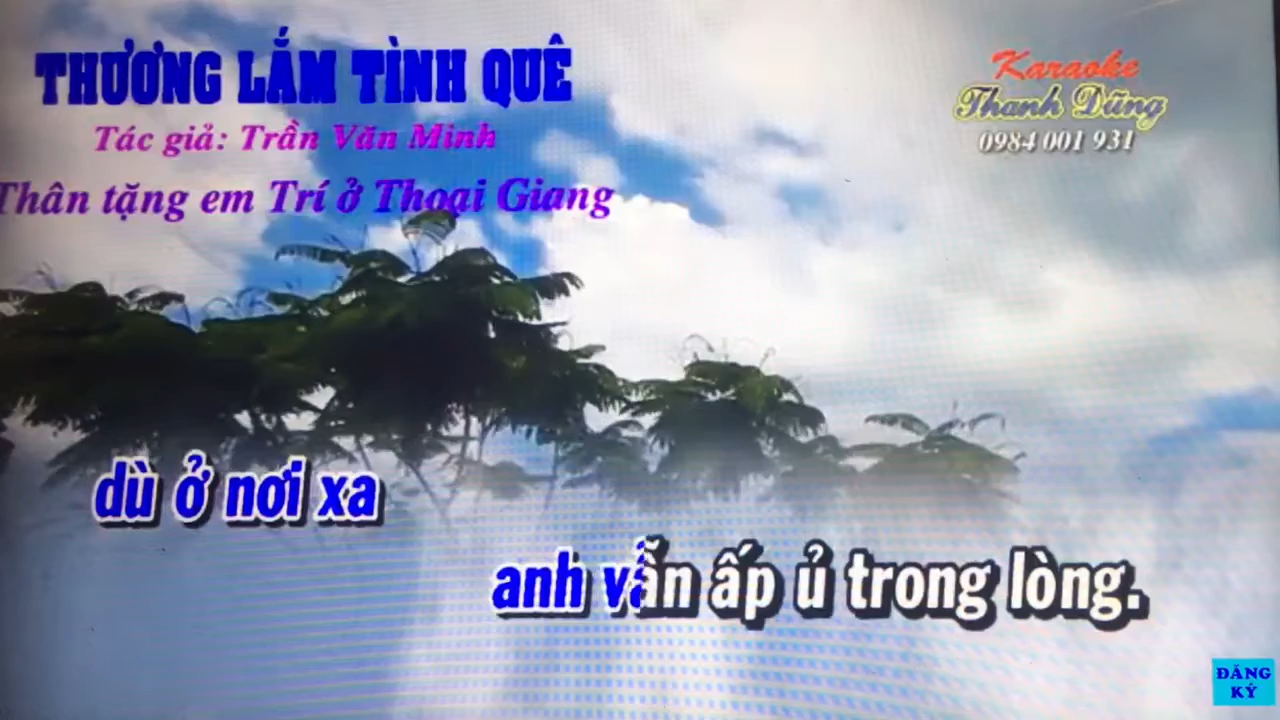 THƯƠNG LẮM TÌNH QUÊ
Tác giả: Trần Văn Minh
Thân tặng em Trí ở Thoại Giang
Karaoke
Thanh Dũng
0984 001 931
dù ở nơi xa
anh vẫn ấp ủ trong lòng.
ĐĂNG
KÝ